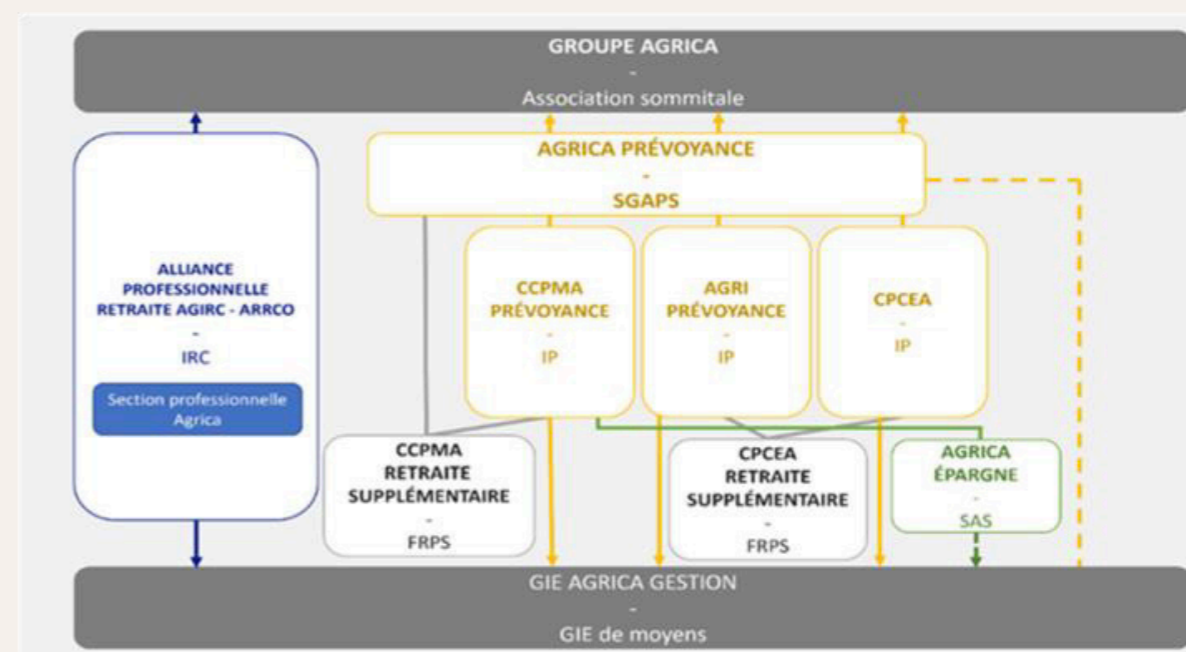 GROUPE AGRICA
-
Association sommitale
AGRICA PRÉVOYANCE
-
SGAPS
ALLIANCE
PROFESSIONNELLE
RETRAITE AGIRC - ARRCO
-
IRC
Section professionnelle
Agrica
CCPMA
PRÉVOYANCE
-
IP
AGRI
PRÉVOYANCE
-
IP
CPCEA
-
IP
CCPMA
RETRAITE
SUPPLÉMENTAIRE
-
FRPS
CPCEA
RETRAITE
SUPPLÉMENTAIRE
-
FRPS
AGRICA
ÉPARGNE
-
SAS
GIE AGRICA GESTION
-
GIE de moyens